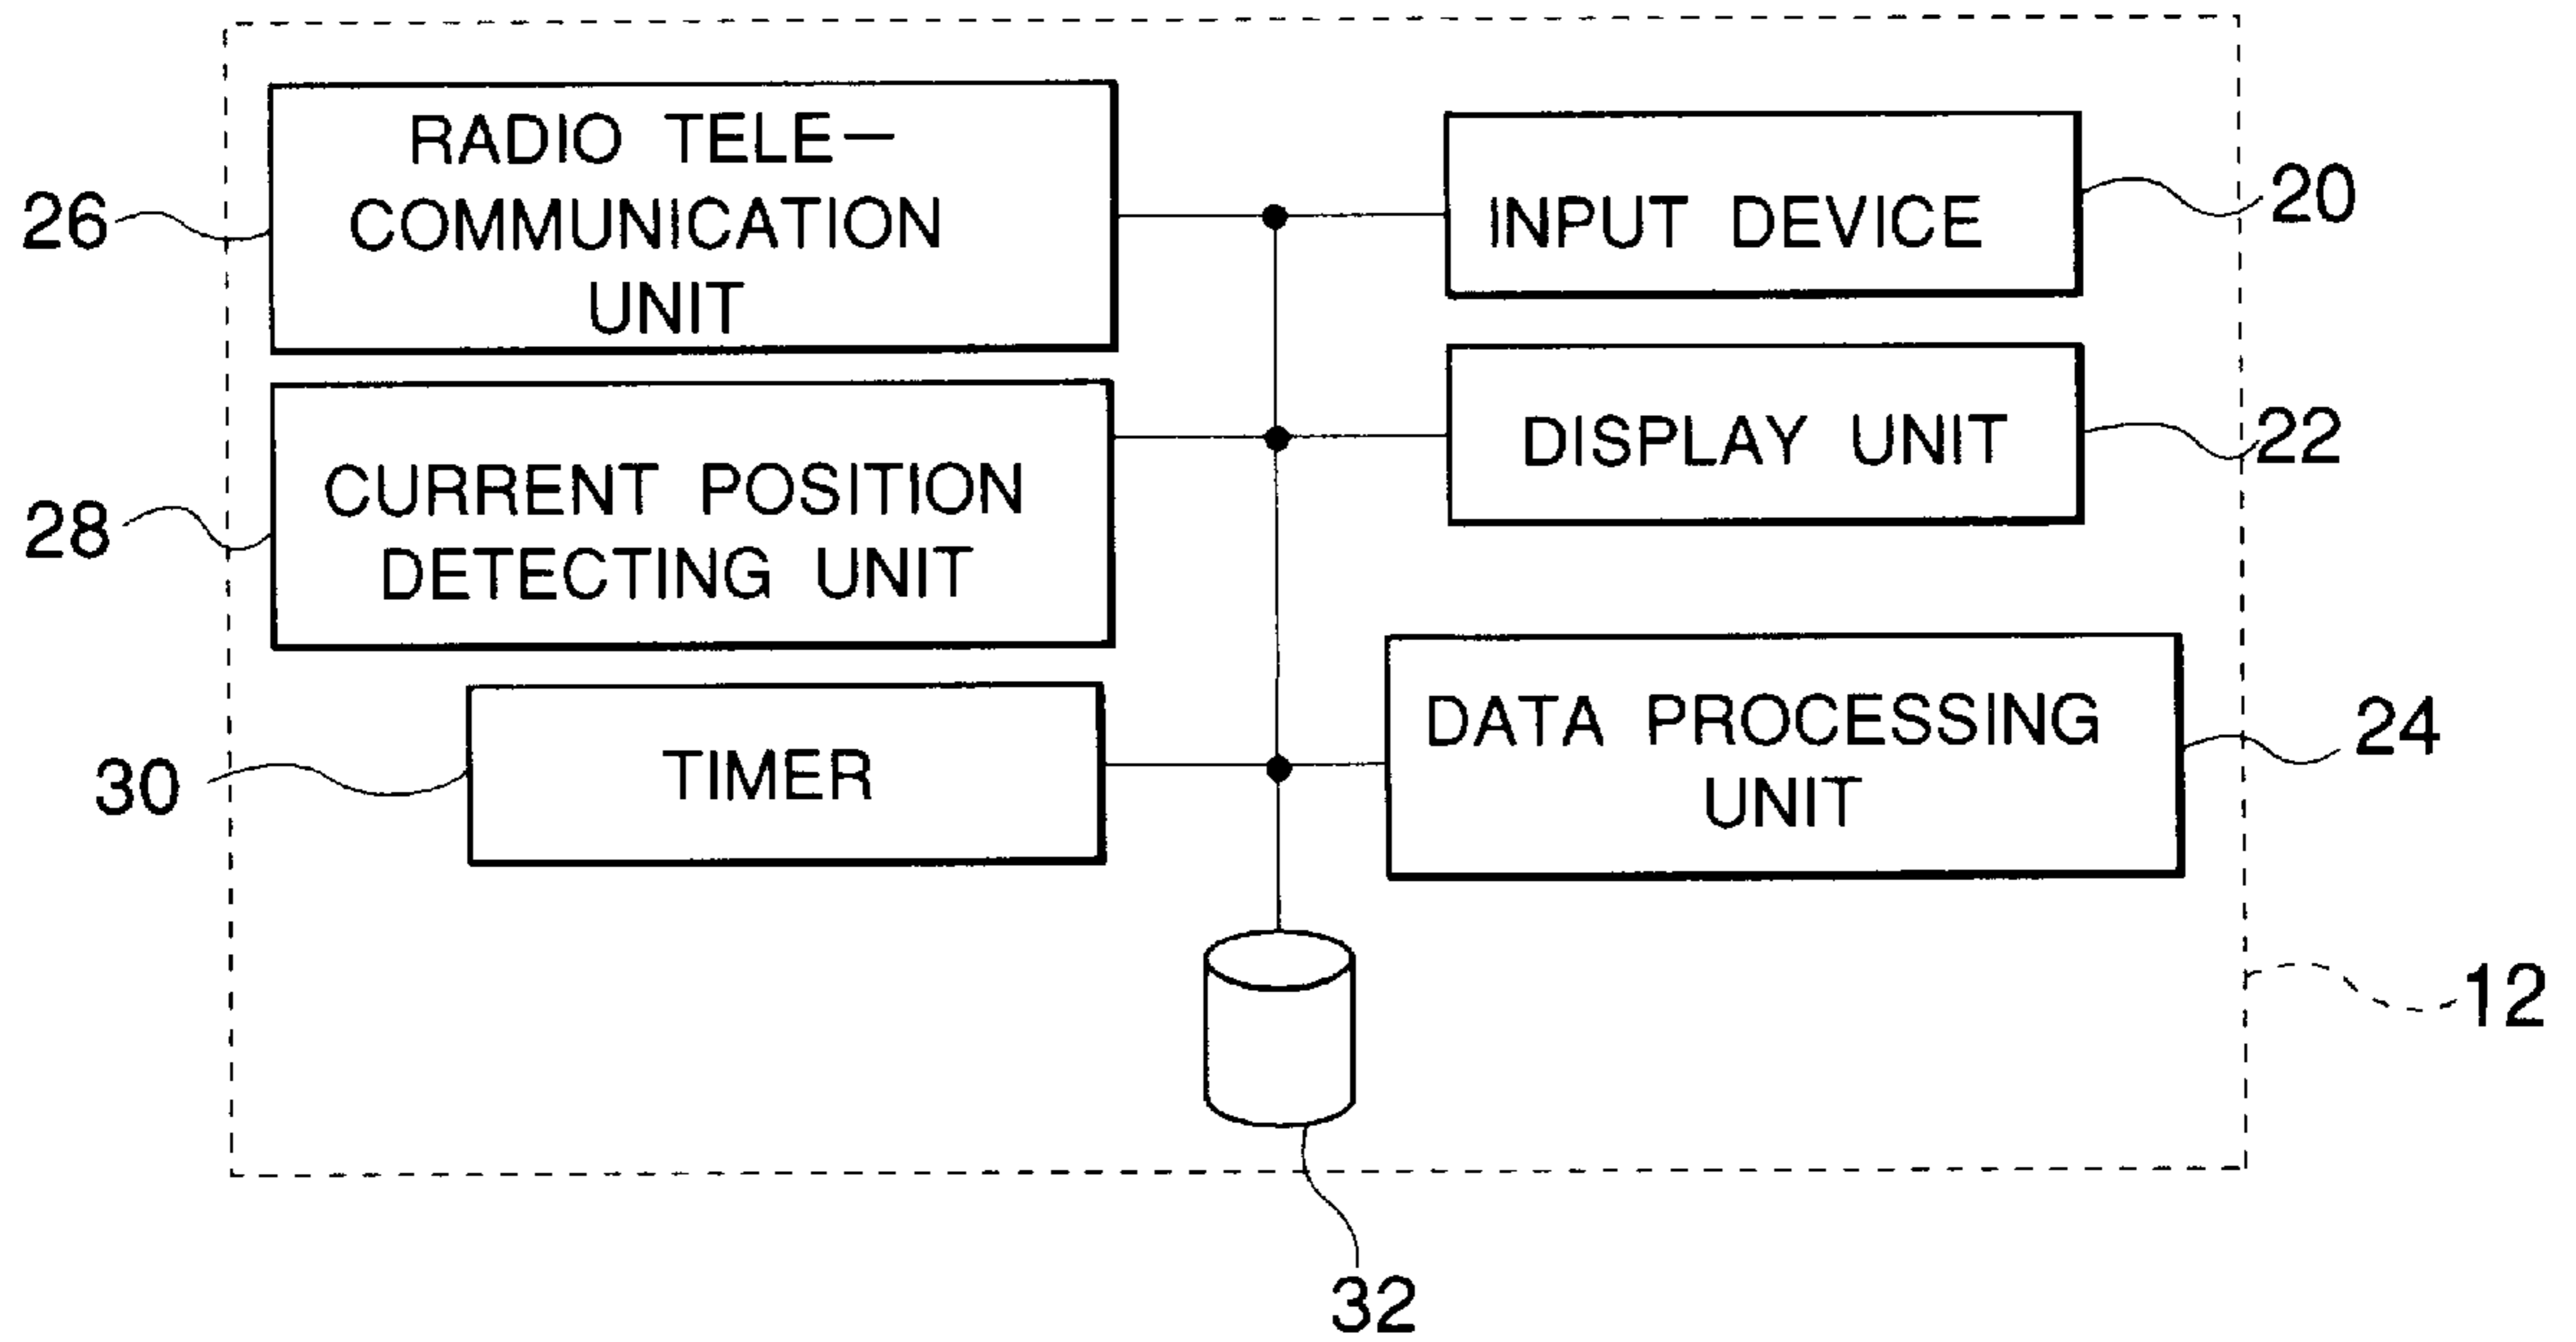 RADIO TELE—
COMMUNICATION
UNIT
26
INPUT DEVICE
20
CURRENT POSITION
DETECTING UNIT
28
DISPLAY UNIT
22
TIMER
30
DATA PROCESSING
UNIT
24
12
32